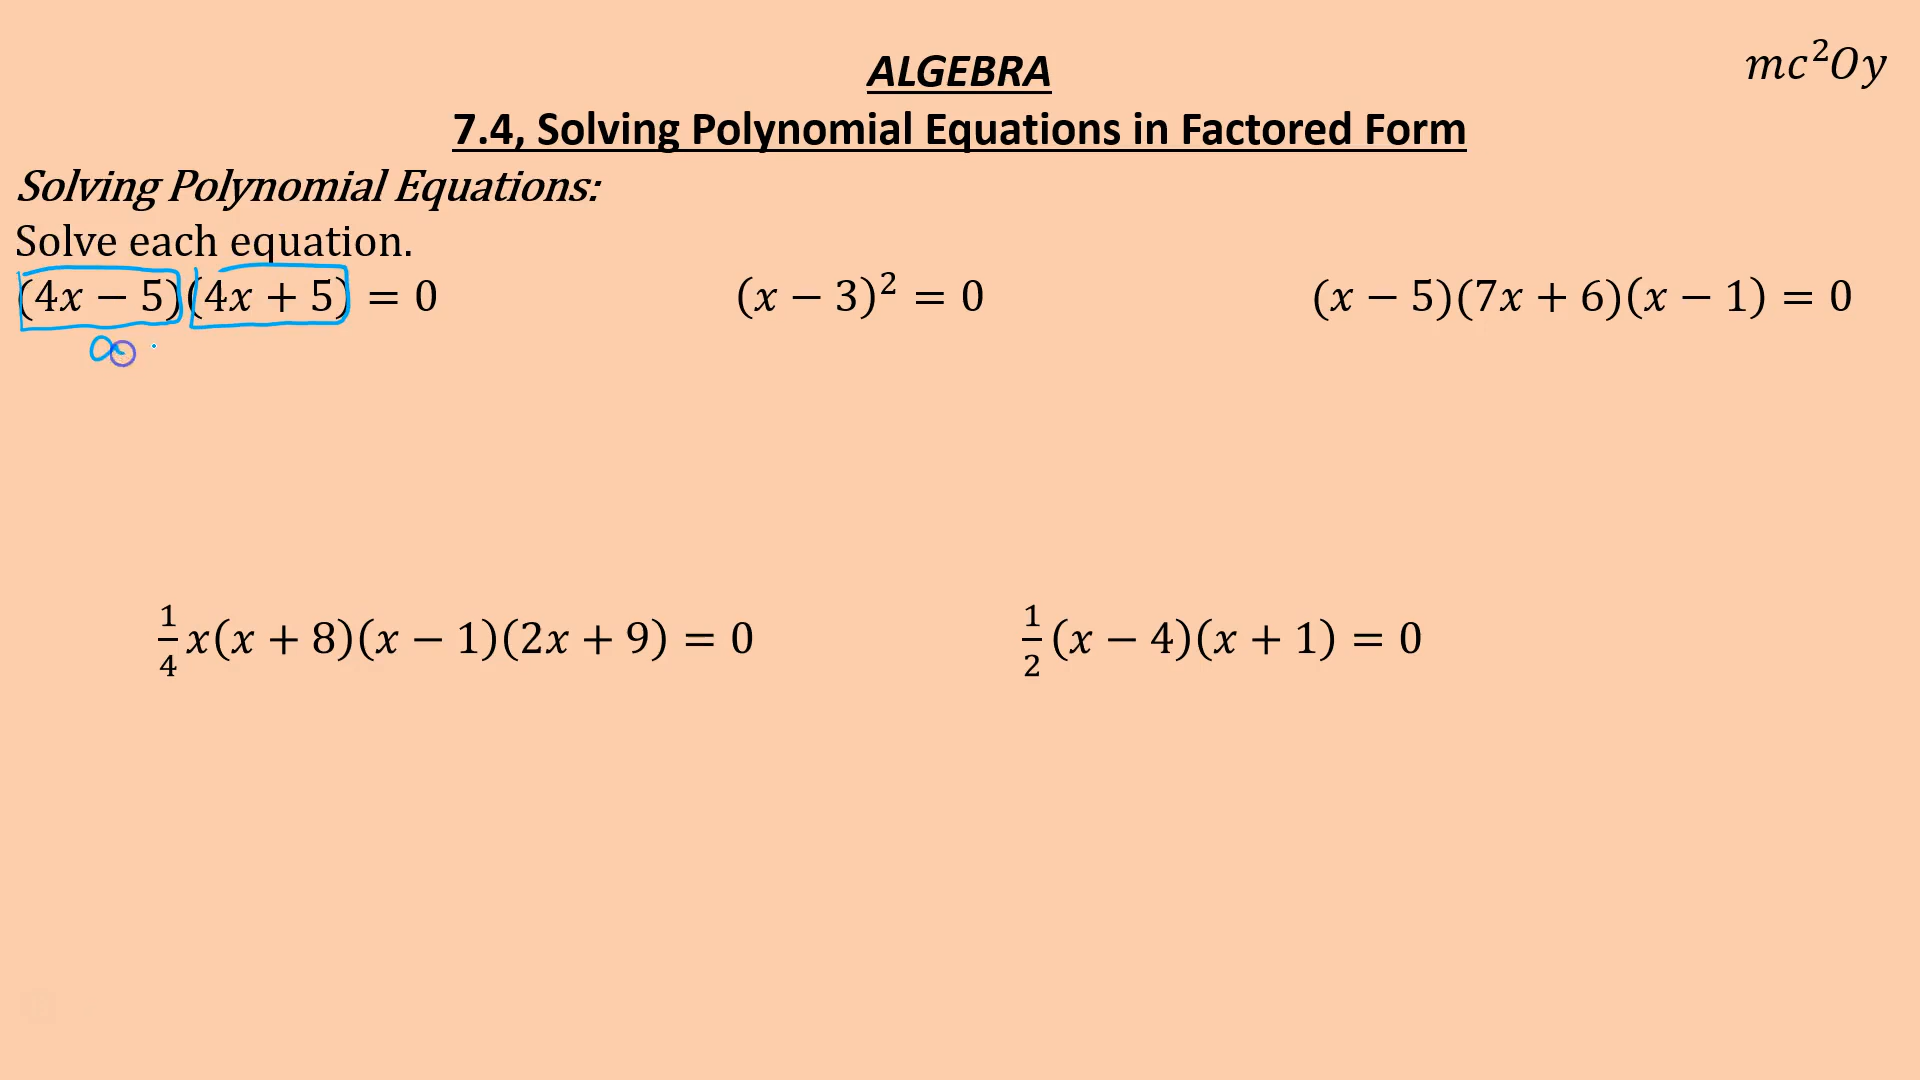 mc²Oy
ALGEBRA
7.4, Solving Polynomial Equations in Factored Form
Solving Polynomial Equations:
Solve each equation.
(4x − 5)(4x + 5) = 0 (x − 3)² = 0 (x − 5)(7x + 6)(x − 1) = 0
∞
1/4 x(x + 8)(x − 1)(2x + 9) = 0 1/2 (x − 4)(x + 1) = 0